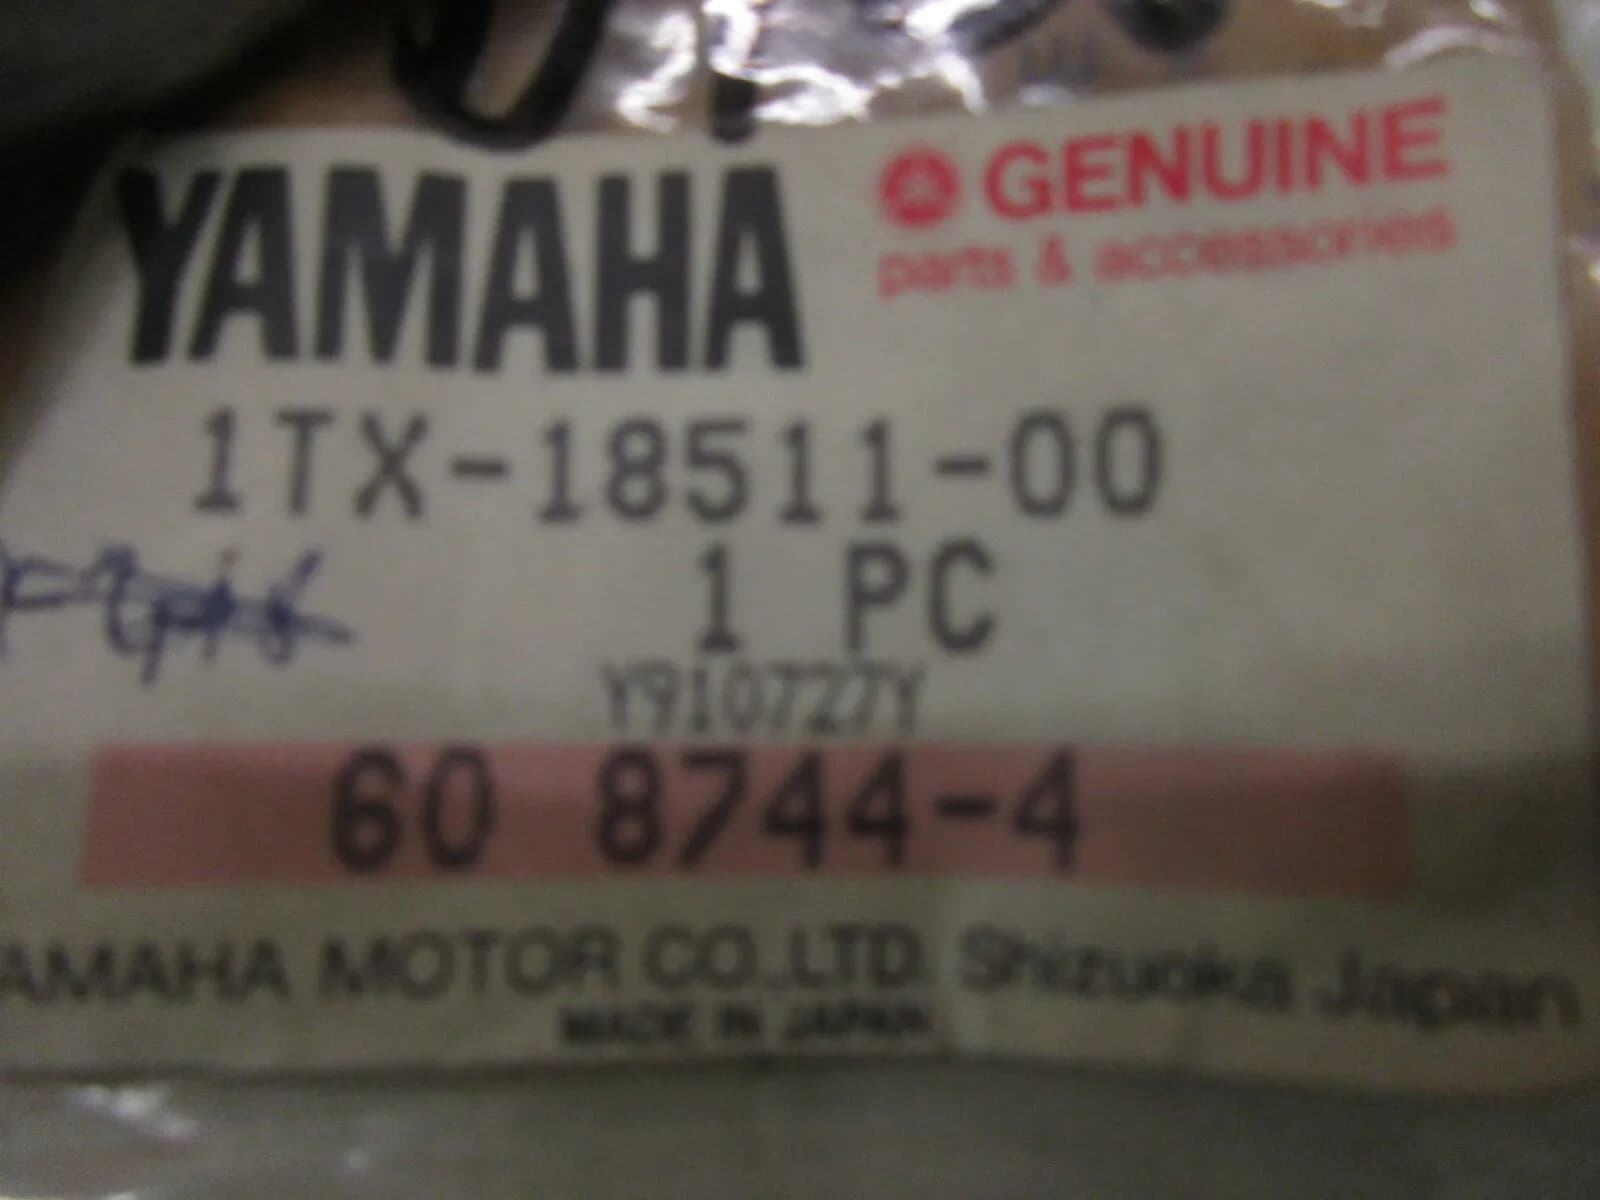 YAMAHA
GENUINE
parts & accessories
1TX-18511-00
1 PC
Y910727Y
60 8744-4
YAMAHA MOTOR CO.,LTD. Shizuoka Japan
MADE IN JAPAN